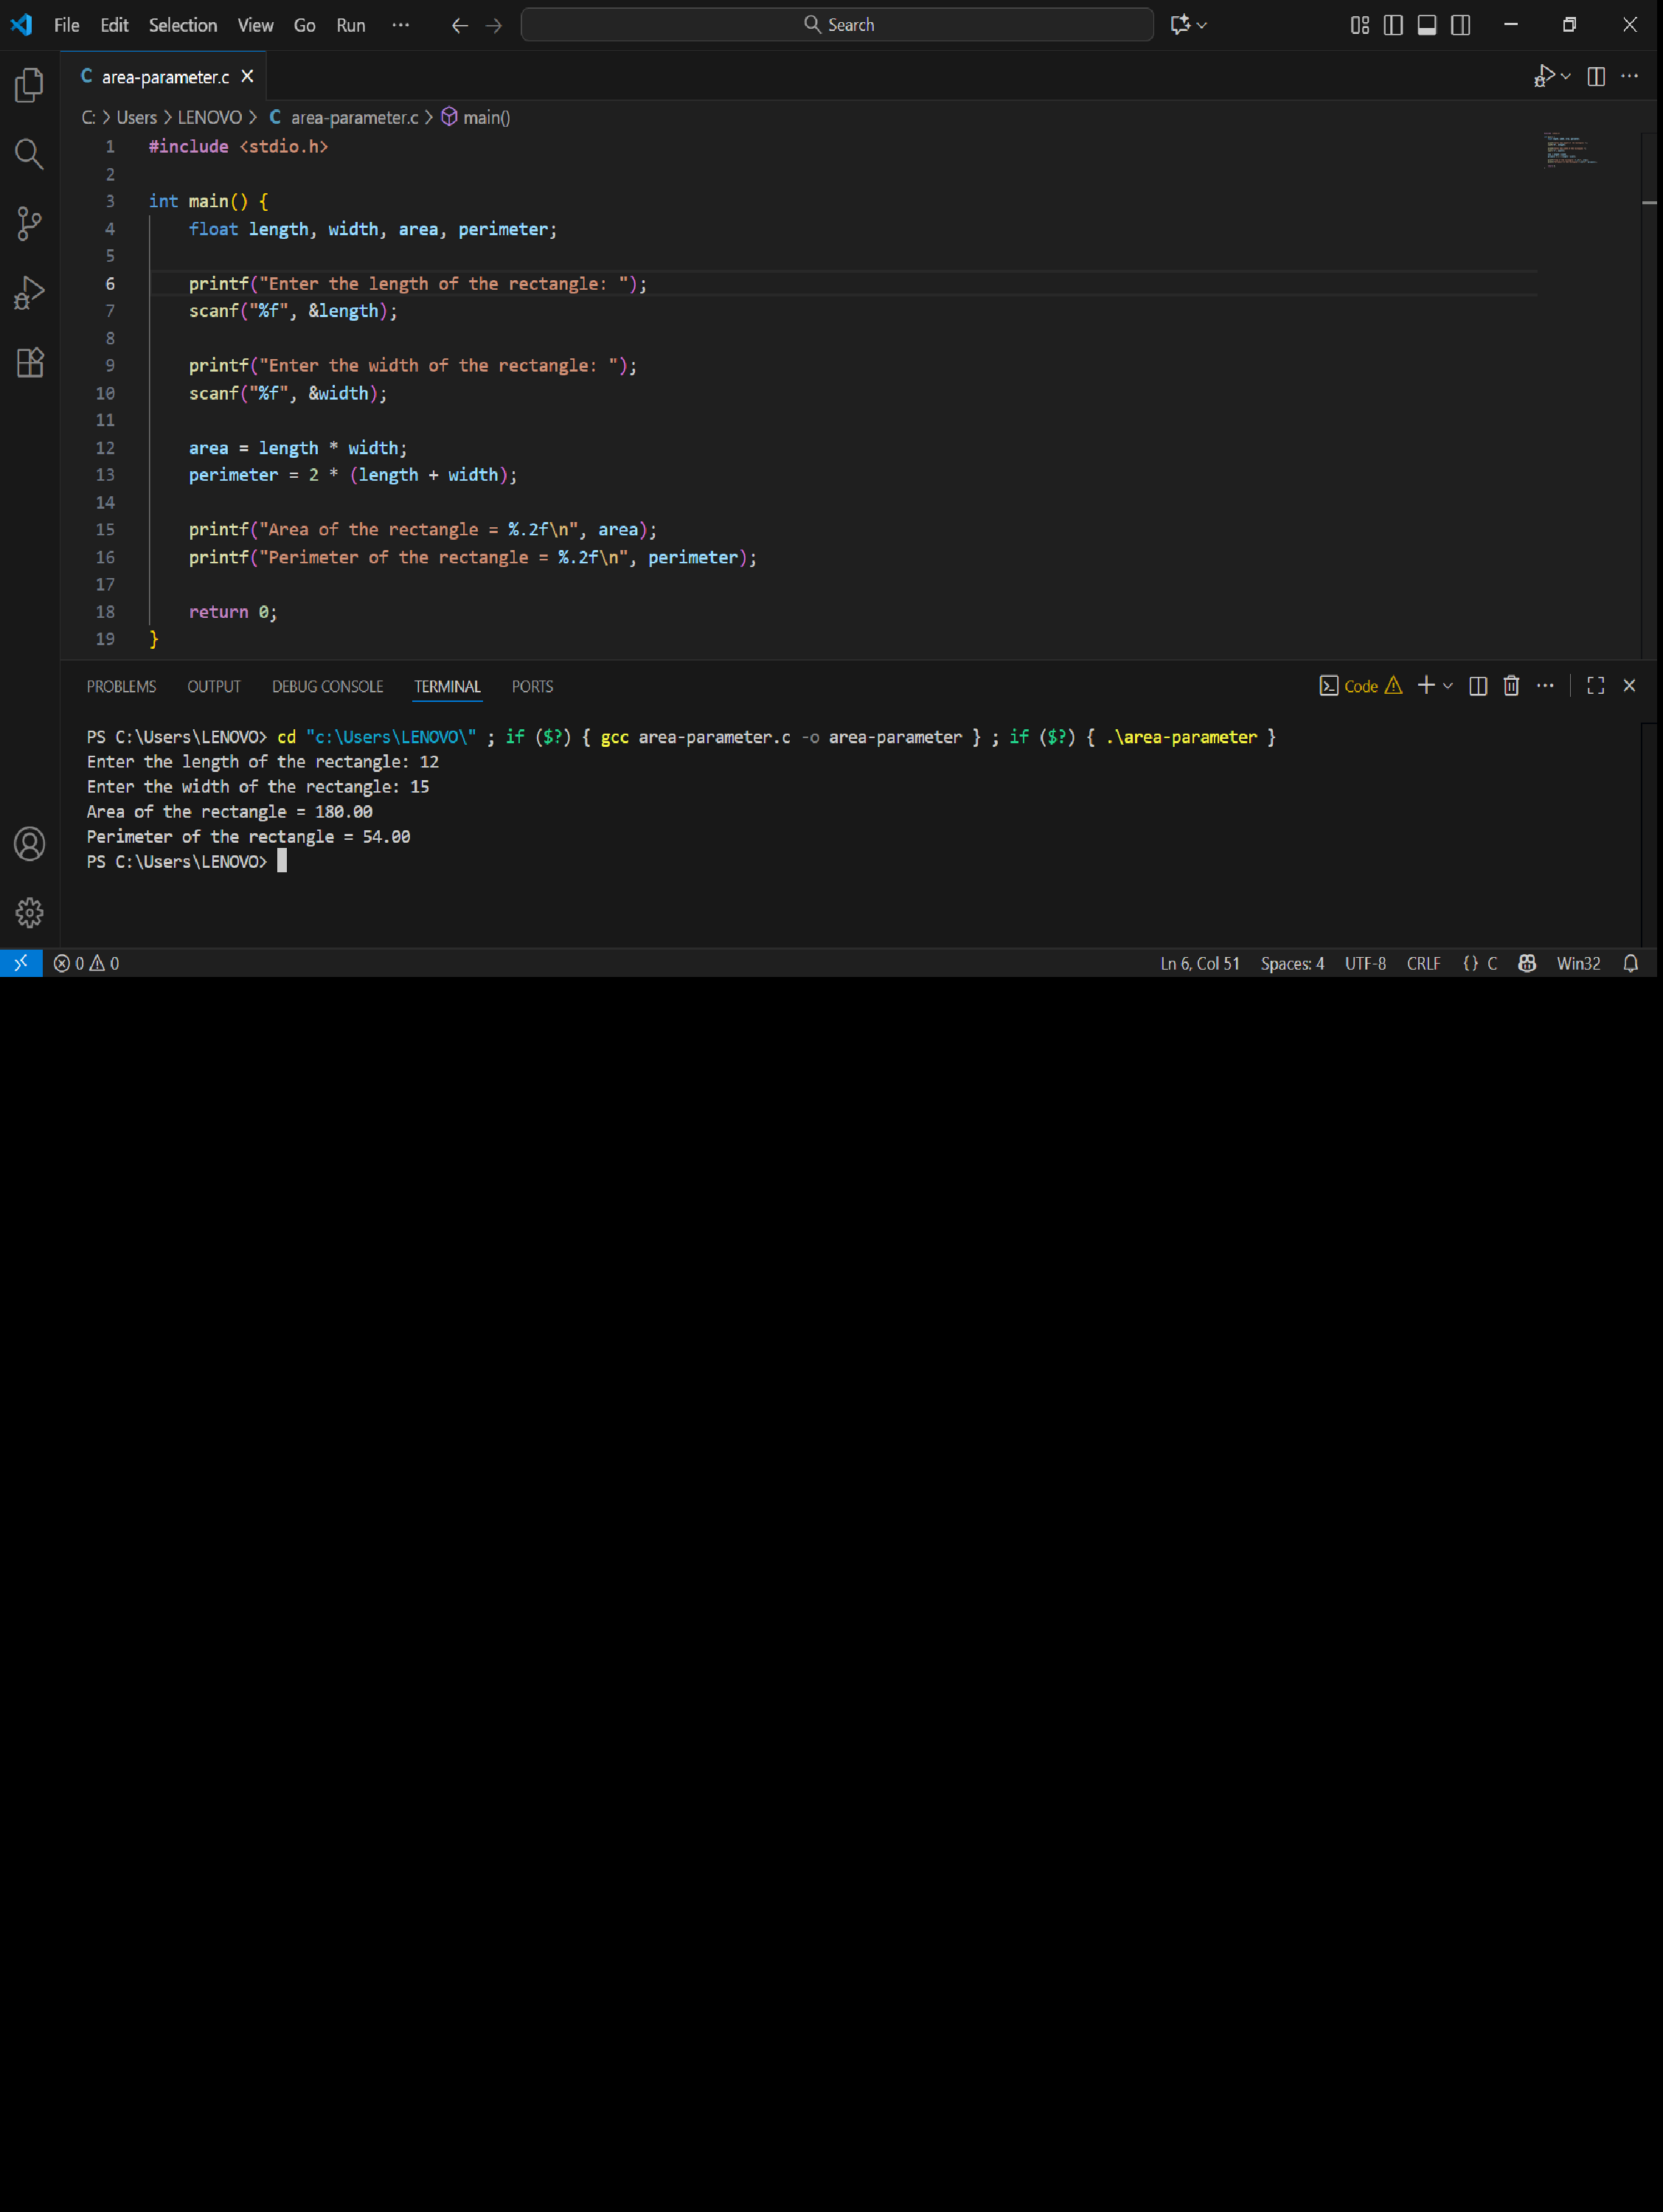 File Edit Selection View Go Run ··· Search
C area-parameter.c
C: > Users > LENOVO > C area-parameter.c > main()
1 #include <stdio.h>
2
3 int main() {
4     float length, width, area, perimeter;
5
6     printf("Enter the length of the rectangle: ");
7     scanf("%f", &length);
8
9     printf("Enter the width of the rectangle: ");
10     scanf("%f", &width);
11
12     area = length * width;
13     perimeter = 2 * (length + width);
14
15     printf("Area of the rectangle = %.2f\n", area);
16     printf("Perimeter of the rectangle = %.2f\n", perimeter);
17
18     return 0;
19 }
PROBLEMS OUTPUT DEBUG CONSOLE TERMINAL PORTS Code
PS C:\Users\LENOVO> cd "c:\Users\LENOVO\" ; if ($?) { gcc area-parameter.c -o area-parameter } ; if ($?) { .\area-parameter }
Enter the length of the rectangle: 12
Enter the width of the rectangle: 15
Area of the rectangle = 180.00
Perimeter of the rectangle = 54.00
PS C:\Users\LENOVO>
0 0 Ln 6, Col 51 Spaces: 4 UTF-8 CRLF {} C Win32